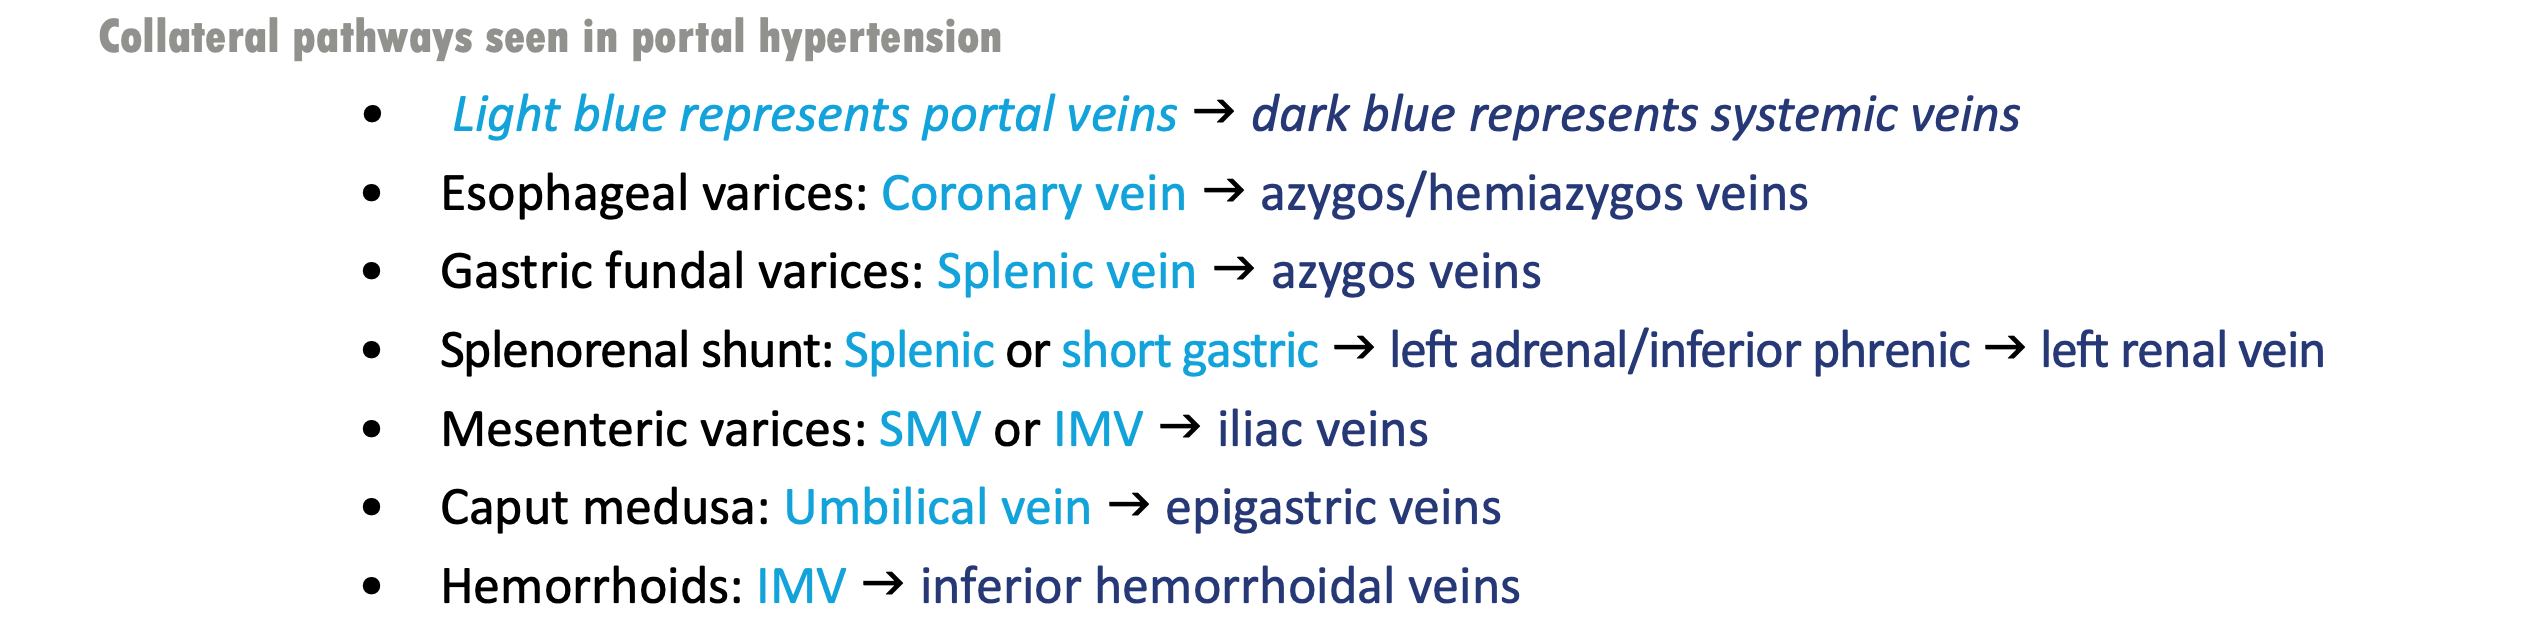 Collateral pathways seen in portal hypertension
• Light blue represents portal veins → dark blue represents systemic veins
• Esophageal varices: Coronary vein → azygos/hemiazygos veins
• Gastric fundal varices: Splenic vein → azygos veins
• Splenorenal shunt: Splenic or short gastric → left adrenal/inferior phrenic → left renal vein
• Mesenteric varices: SMV or IMV → iliac veins
• Caput medusa: Umbilical vein → epigastric veins
• Hemorrhoids: IMV → inferior hemorrhoidal veins